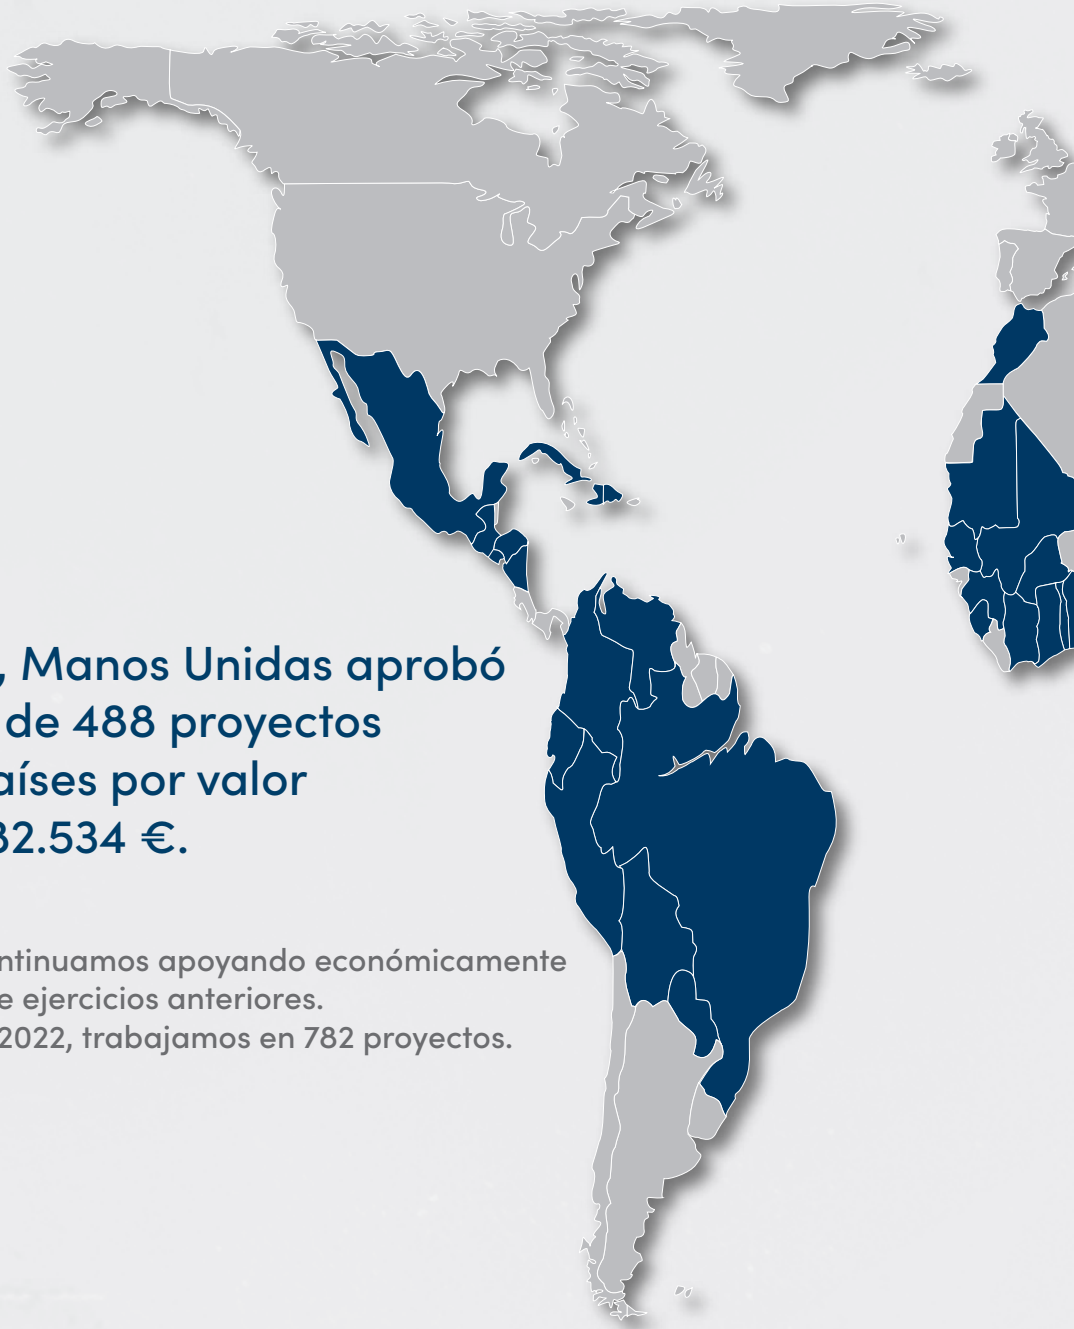 , Manos Unidas aprobó
de 488 proyectos
aíses por valor
32.534 €.
ntinuamos apoyando económicamente
e ejercicios anteriores.
2022, trabajamos en 782 proyectos.